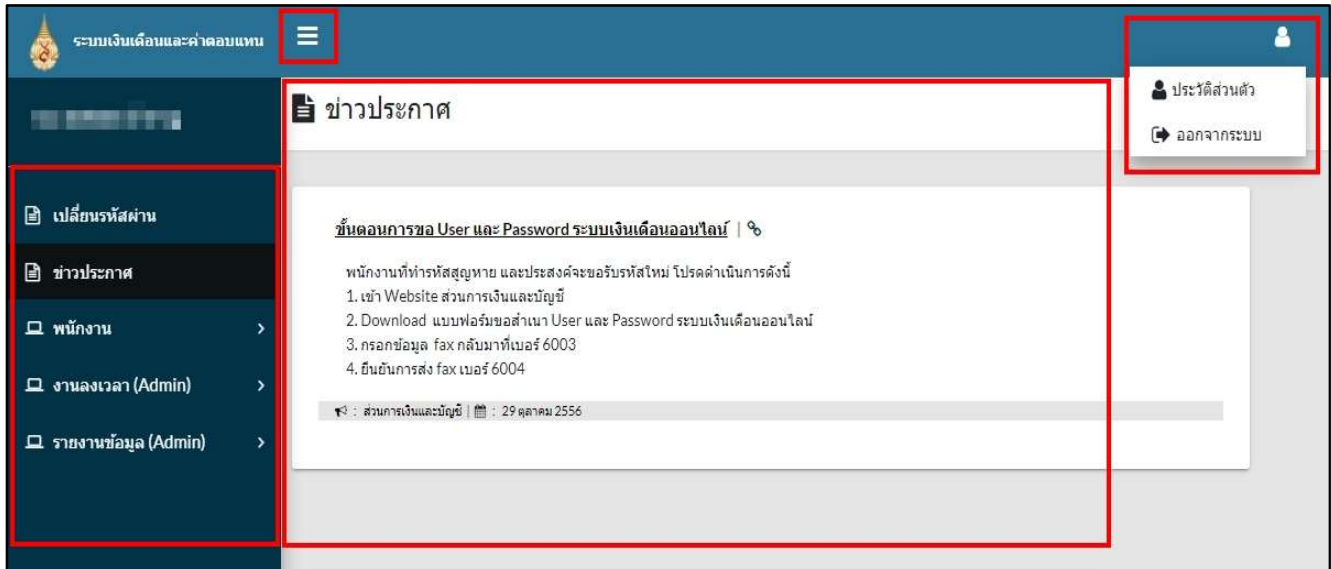 ระบบเงินเดือนและค่าตอบแทน
ประวัติส่วนตัว
ออกจากระบบ
ข่าวประกาศ
เปลี่ยนรหัสผ่าน
ข่าวประกาศ
พนักงาน
งานลงเวลา (Admin)
รายงานข้อมูล (Admin)
ขั้นตอนการขอ User และ Password ระบบเงินเดือนออนไลน์ |
พนักงานที่ทำรหัสสูญหาย และประสงค์จะขอรับรหัสใหม่ โปรดดำเนินการดังนี้
1. เข้า Website ส่วนการเงินและบัญชี
2. Download แบบฟอร์มขอสำเนา User และ Password ระบบเงินเดือนออนไลน์
3. กรอกข้อมูล fax กลับมาที่เบอร์ 6003
4. ยืนยันการส่ง fax เบอร์ 6004
: ส่วนการเงินและบัญชี | : 29 ตุลาคม 2556